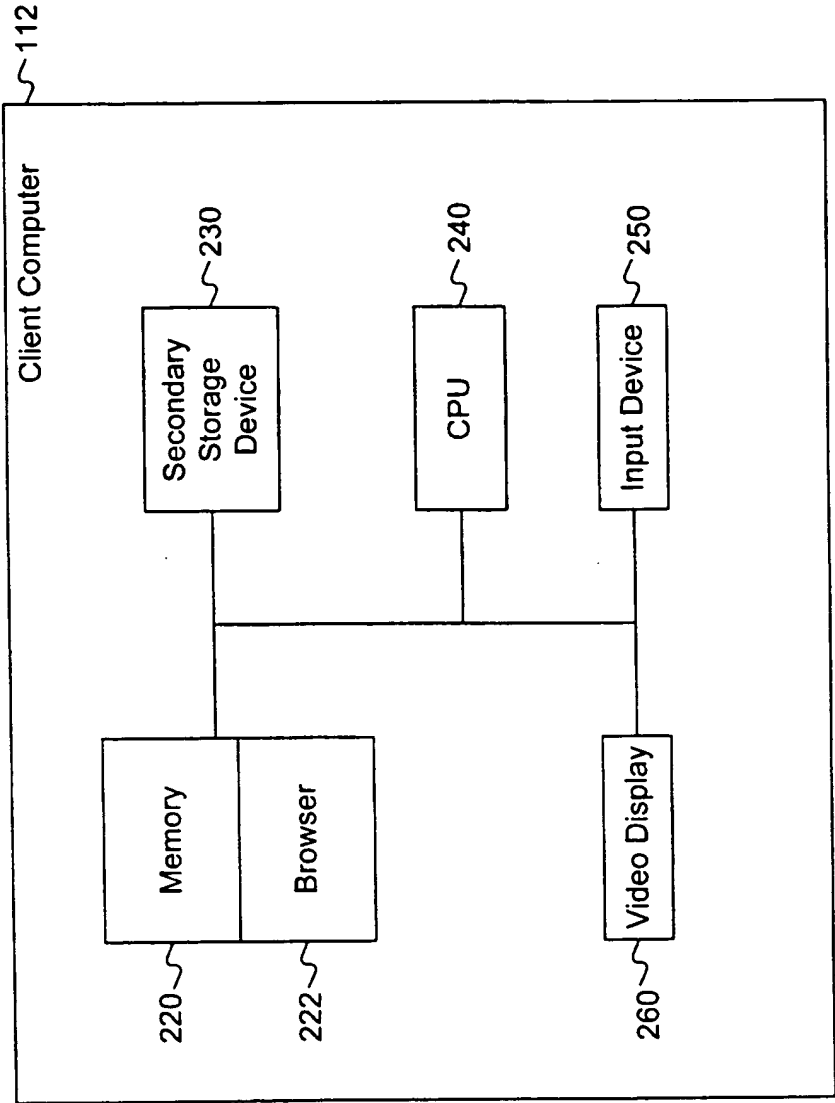 Client Computer
112
Memory
220
Browser
222
Secondary
Storage
Device
230
CPU
240
Video Display
260
Input Device
250